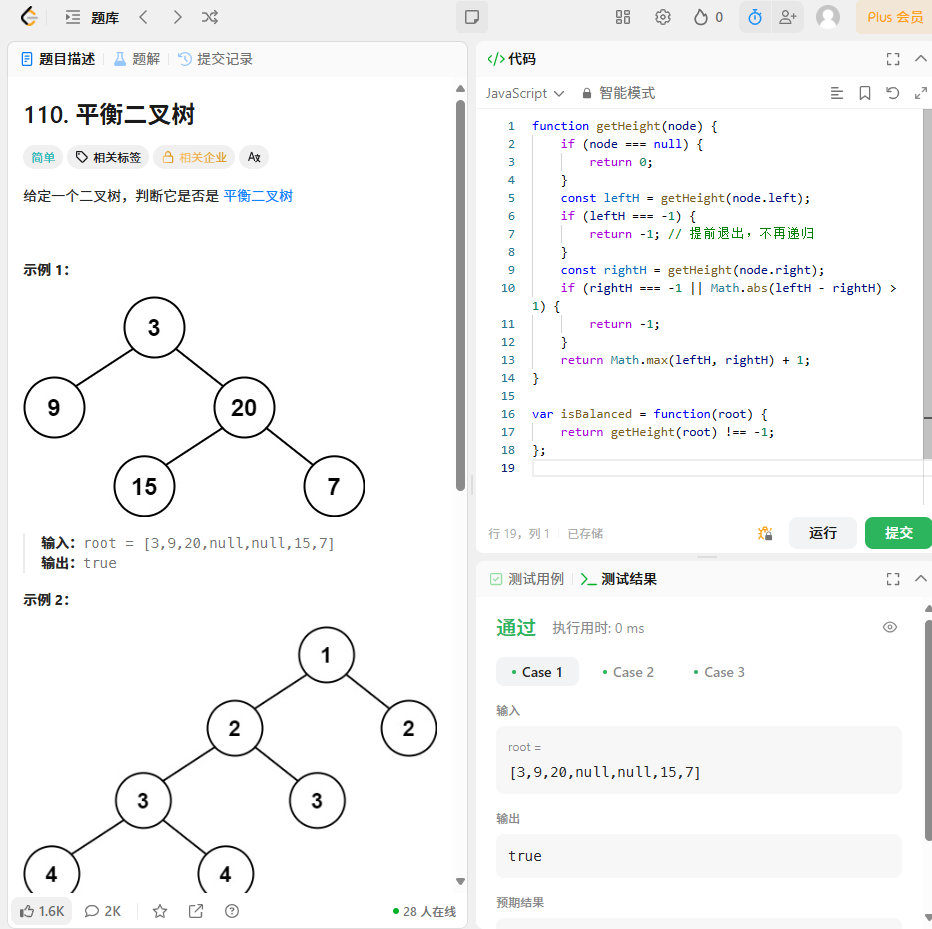 题库
0
Plus 会员
题目描述 题解 提交记录
110. 平衡二叉树
简单 相关标签 相关企业 Aあ
给定一个二叉树，判断它是否是 平衡二叉树
示例 1：
3
9 20
15 7
输入：root = [3,9,20,null,null,15,7]
输出：true
示例 2：
1
2 2
3 3
4 4
1.6K 2K 28 人在线
</> 代码
JavaScript 智能模式
1 function getHeight(node) {
2 if (node === null) {
3 return 0;
4 }
5 const leftH = getHeight(node.left);
6 if (leftH === -1) {
7 return -1; // 提前退出，不再递归
8 }
9 const rightH = getHeight(node.right);
10 if (rightH === -1 || Math.abs(leftH - rightH) >
1) {
11 return -1;
12 }
13 return Math.max(leftH, rightH) + 1;
14 }
15
16 var isBalanced = function(root) {
17 return getHeight(root) !== -1;
18 };
19
行 19, 列 1 已存储
运行 提交
测试用例 >_ 测试结果
通过 执行用时: 0 ms
Case 1 Case 2 Case 3
输入
root =
[3,9,20,null,null,15,7]
输出
true
预期结果